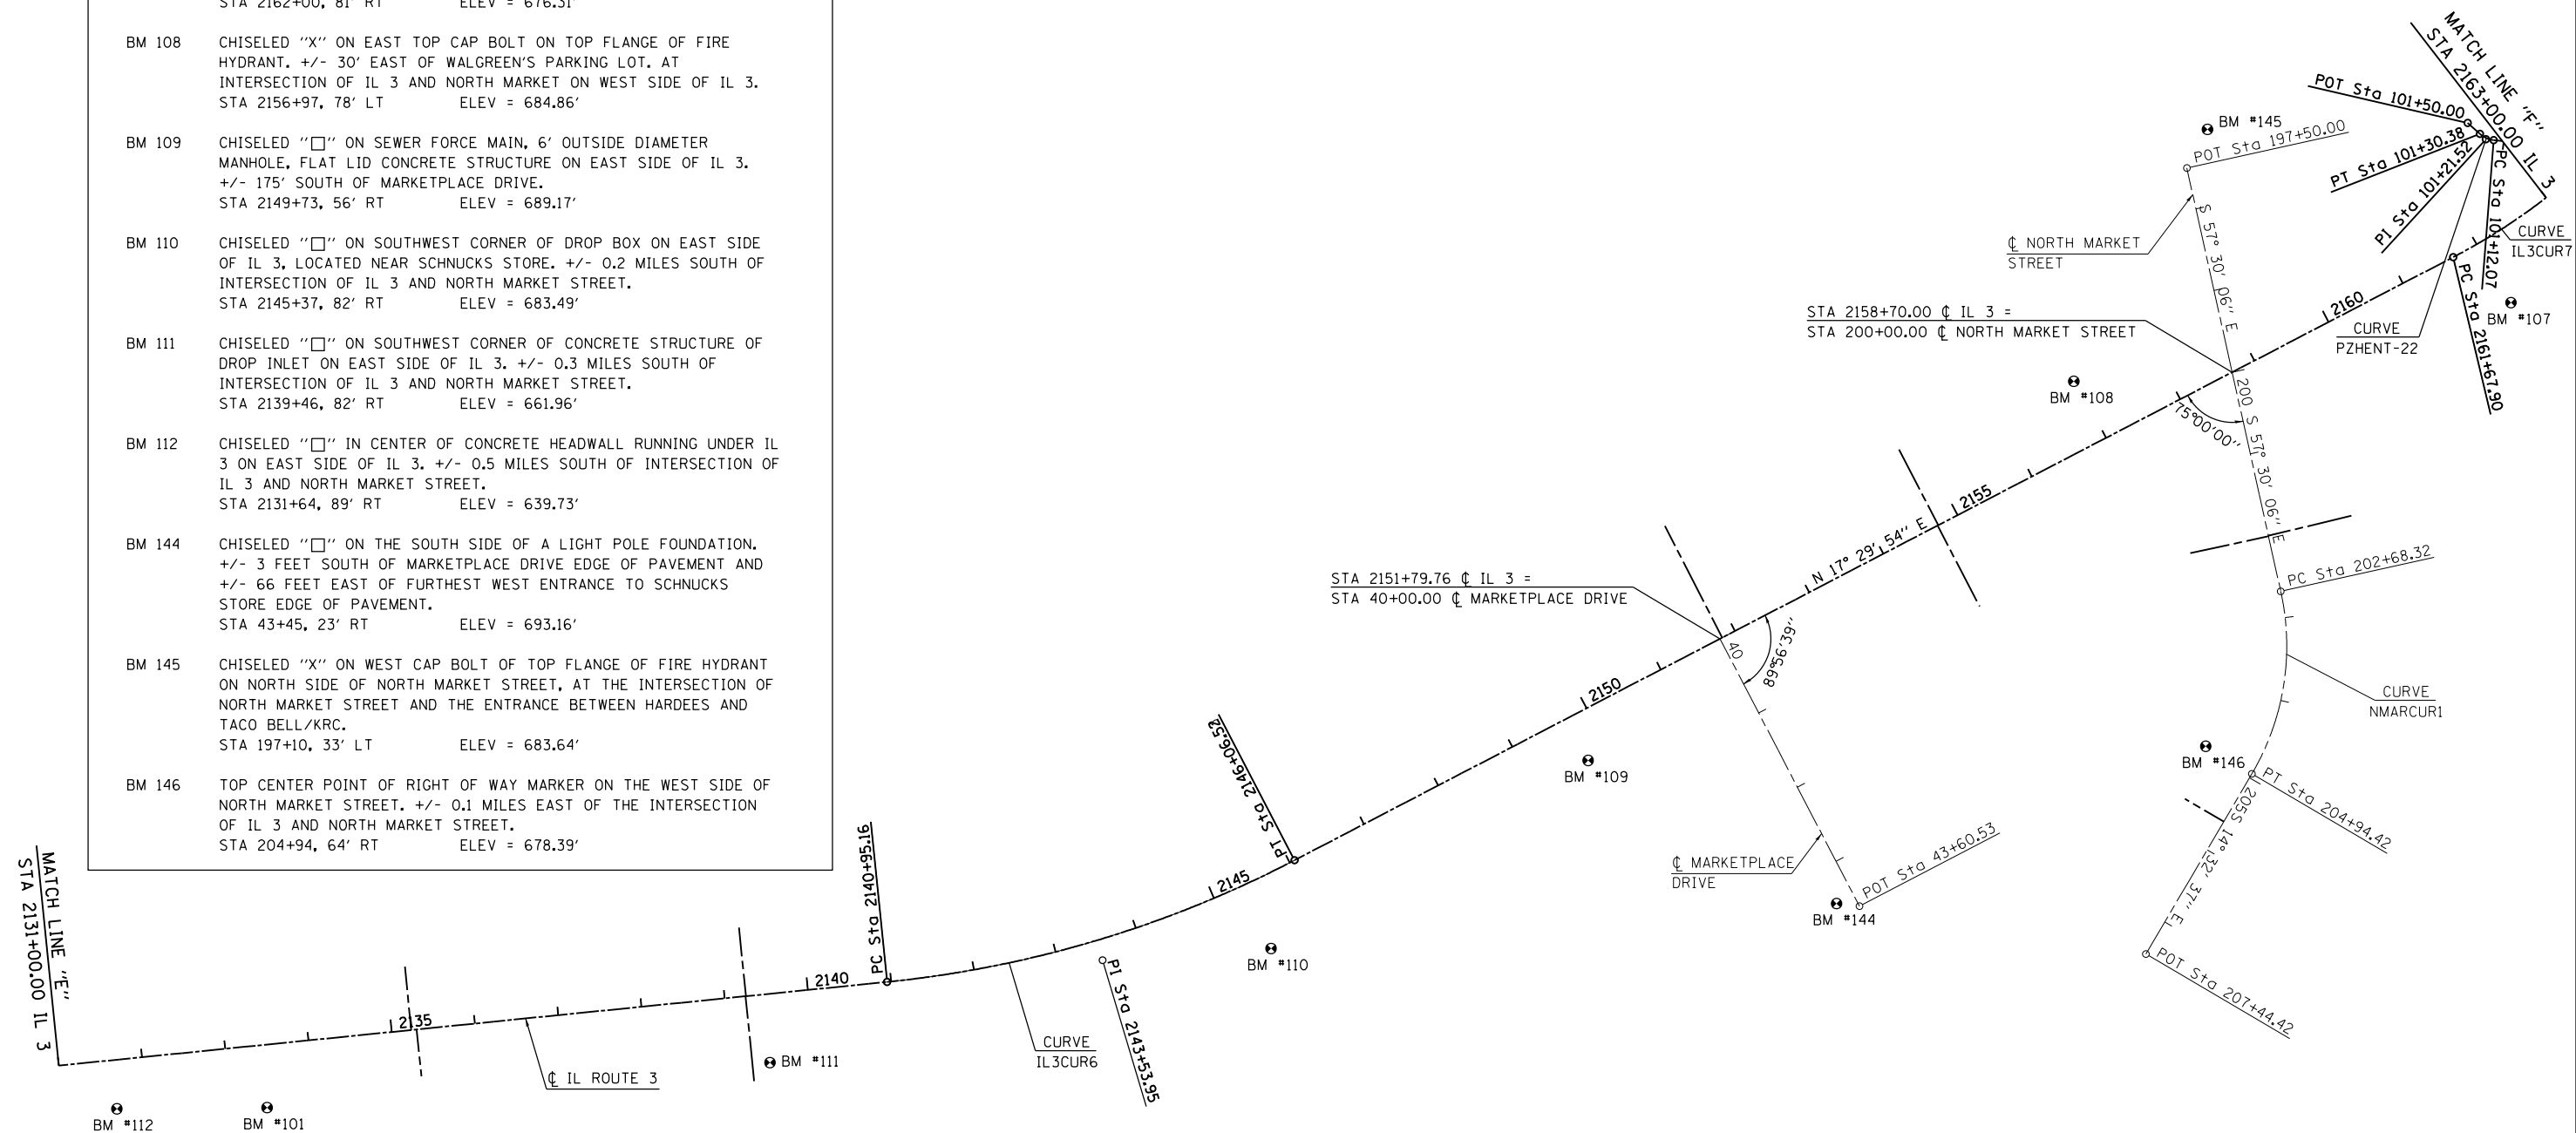 STA 2162+00, 81' RT ELEV = 676.31'
BM 108 CHISELED "X" ON EAST TOP CAP BOLT ON TOP FLANGE OF FIRE
HYDRANT. +/- 30' EAST OF WALGREEN'S PARKING LOT. AT
INTERSECTION OF IL 3 AND NORTH MARKET ON WEST SIDE OF IL 3.
STA 2156+97, 78' LT ELEV = 684.86'
BM 109 CHISELED "□" ON SEWER FORCE MAIN, 6' OUTSIDE DIAMETER
MANHOLE, FLAT LID CONCRETE STRUCTURE ON EAST SIDE OF IL 3.
+/- 175' SOUTH OF MARKETPLACE DRIVE.
STA 2149+73, 56' RT ELEV = 689.17'
BM 110 CHISELED "□" ON SOUTHWEST CORNER OF DROP BOX ON EAST SIDE
OF IL 3, LOCATED NEAR SCHNUCKS STORE. +/- 0.2 MILES SOUTH OF
INTERSECTION OF IL 3 AND NORTH MARKET STREET.
STA 2145+37, 82' RT ELEV = 683.49'
BM 111 CHISELED "□" ON SOUTHWEST CORNER OF CONCRETE STRUCTURE OF
DROP INLET ON EAST SIDE OF IL 3. +/- 0.3 MILES SOUTH OF
INTERSECTION OF IL 3 AND NORTH MARKET STREET.
STA 2139+46, 82' RT ELEV = 661.96'
BM 112 CHISELED "□" IN CENTER OF CONCRETE HEADWALL RUNNING UNDER IL
3 ON EAST SIDE OF IL 3. +/- 0.5 MILES SOUTH OF INTERSECTION OF
IL 3 AND NORTH MARKET STREET.
STA 2131+64, 89' RT ELEV = 639.73'
BM 144 CHISELED "□" ON THE SOUTH SIDE OF A LIGHT POLE FOUNDATION.
+/- 3 FEET SOUTH OF MARKETPLACE DRIVE EDGE OF PAVEMENT AND
+/- 66 FEET EAST OF FURTHEST WEST ENTRANCE TO SCHNUCKS
STORE EDGE OF PAVEMENT.
STA 43+45, 23' RT ELEV = 693.16'
BM 145 CHISELED "X" ON WEST CAP BOLT OF TOP FLANGE OF FIRE HYDRANT
ON NORTH SIDE OF NORTH MARKET STREET, AT THE INTERSECTION OF
NORTH MARKET STREET AND THE ENTRANCE BETWEEN HARDEES AND
TACO BELL/KRC.
STA 197+10, 33' LT ELEV = 683.64'
BM 146 TOP CENTER POINT OF RIGHT OF WAY MARKER ON THE WEST SIDE OF
NORTH MARKET STREET. +/- 0.1 MILES EAST OF THE INTERSECTION
OF IL 3 AND NORTH MARKET STREET.
STA 204+94, 64' RT ELEV = 678.39'
MATCH LINE "E"
STA 2131+00.00 IL 3
BM #112
BM #101
2135
℄ IL ROUTE 3
BM #111
2140
PC Sta 2140+95.16
CURVE
IL3CUR6
PI Sta 2143+53.95
2145
PT Sta 2146+06.52
BM #110
BM #109
2150
STA 2151+79.76 ℄ IL 3 =
STA 40+00.00 ℄ MARKETPLACE DRIVE
40
89°56'39"
℄ MARKETPLACE
DRIVE
POT Sta 43+60.53
BM #144
N 17° 29' 54" E
2155
BM #108
STA 2158+70.00 ℄ IL 3 =
STA 200+00.00 ℄ NORTH MARKET STREET
75°00'00"
℄ NORTH MARKET
STREET
BM #145
POT Sta 197+50.00
S 57° 30' 06" E
200
S 57° 30' 06" E
PC Sta 202+68.32
CURVE
NMARCUR1
BM #146
PT Sta 204+94.42
205
S 14° 32' 37" E
POT Sta 207+44.42
2160
CURVE
PZHENT-22
PC Sta 2161+67.90
BM #107
CURVE
IL3CUR7
POT Sta 101+50.00
PT Sta 101+30.38
PI Sta 101+21.52
PC Sta 101+12.07
MATCH LINE "F"
STA 2163+00.00 IL 3